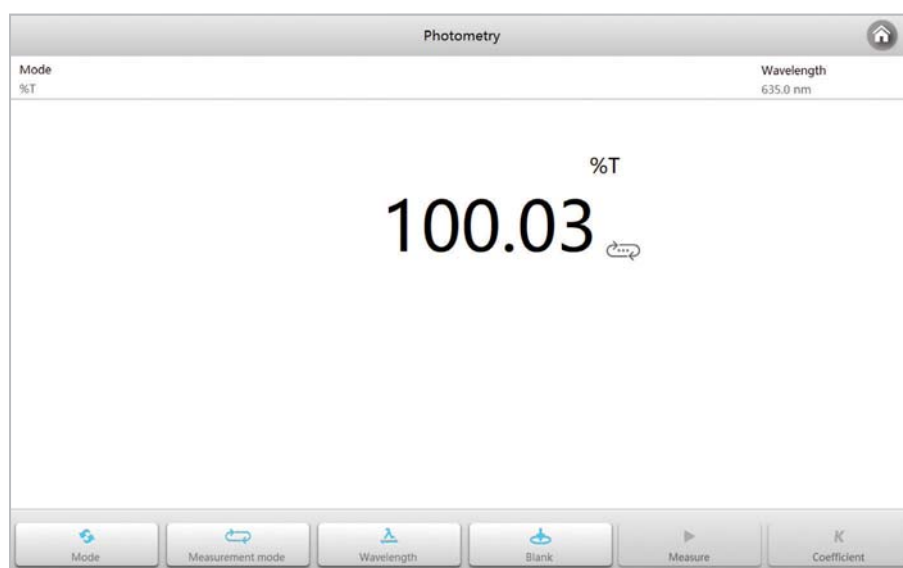 Photometry
Mode
Wavelength
%T
635.0 nm
%T
100.03
Mode
Measurement mode
Wavelength
Blank
Measure
K
Coefficient